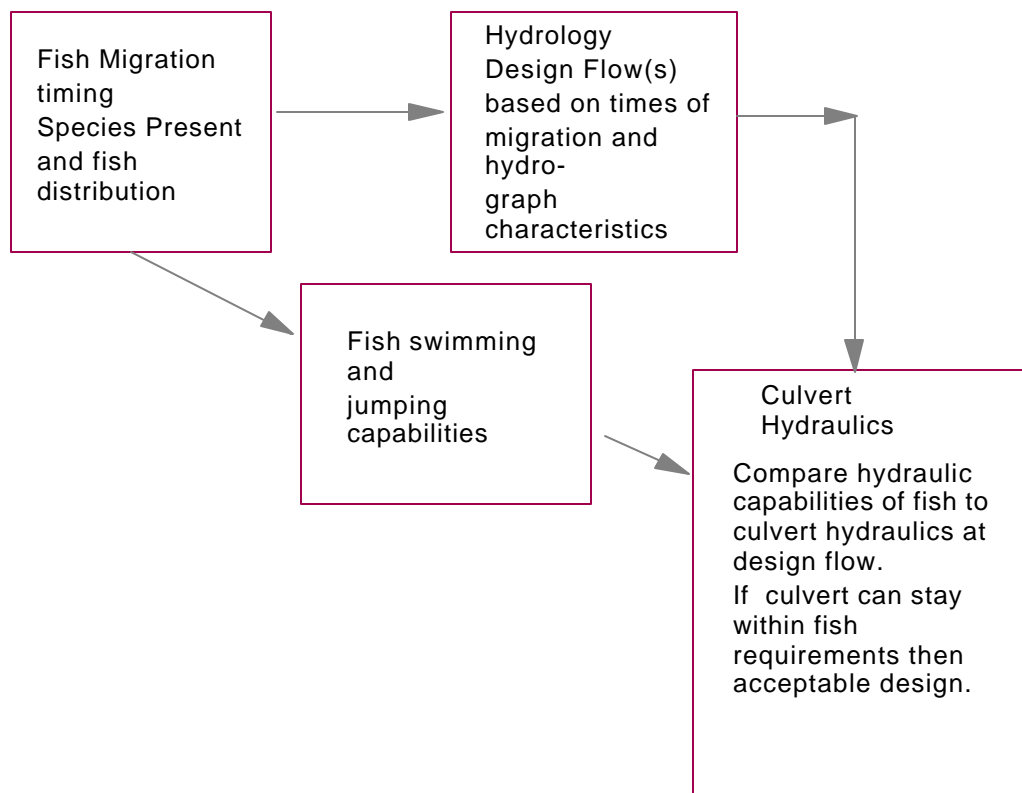 Fish Migration
timing
Species Present
and fish
distribution
Hydrology
Design Flow(s)
based on times of
migration and
hydro-
graph
characteristics
Fish swimming
and
jumping
capabilities
Culvert
Hydraulics
Compare hydraulic
capabilities of fish to
culvert hydraulics at
design flow.
If culvert can stay
within fish
requirements then
acceptable design.